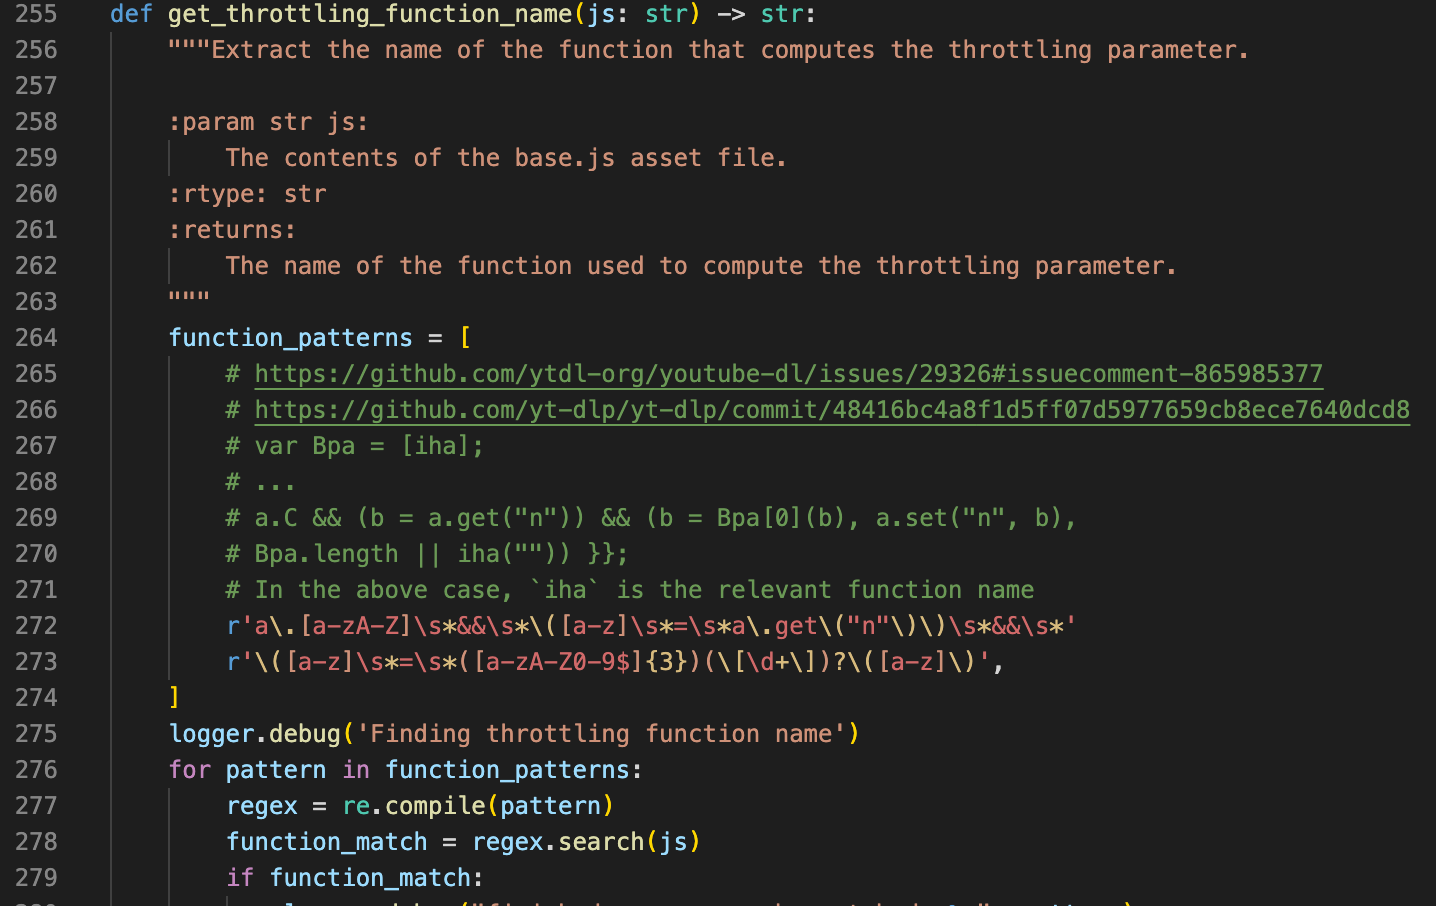 255 def get_throttling_function_name(js: str) -> str:
256 """Extract the name of the function that computes the throttling parameter.
257
258 :param str js:
259 The contents of the base.js asset file.
260 :rtype: str
261 :returns:
262 The name of the function used to compute the throttling parameter.
263 """
264 function_patterns = [
265 # https://github.com/ytdl-org/youtube-dl/issues/29326#issuecomment-865985377
266 # https://github.com/yt-dlp/yt-dlp/commit/48416bc4a8f1d5ff07d5977659cb8ece7640dcd8
267 # var Bpa = [iha];
268 # ...
269 # a.C && (b = a.get("n")) && (b = Bpa[0](b), a.set("n", b),
270 # Bpa.length || iha("")) }};
271 # In the above case, `iha` is the relevant function name
272 r'a\.[a-zA-Z]\s*&&\s*\([a-z]\s*=\s*a\.get\("n"\)\)\s*&&\s*'
273 r'\([a-z]\s*=\s*([a-zA-Z0-9$]{3})(\[\d+\])?\([a-z]\)',
274 ]
275 logger.debug('Finding throttling function name')
276 for pattern in function_patterns:
277 regex = re.compile(pattern)
278 function_match = regex.search(js)
279 if function_match: